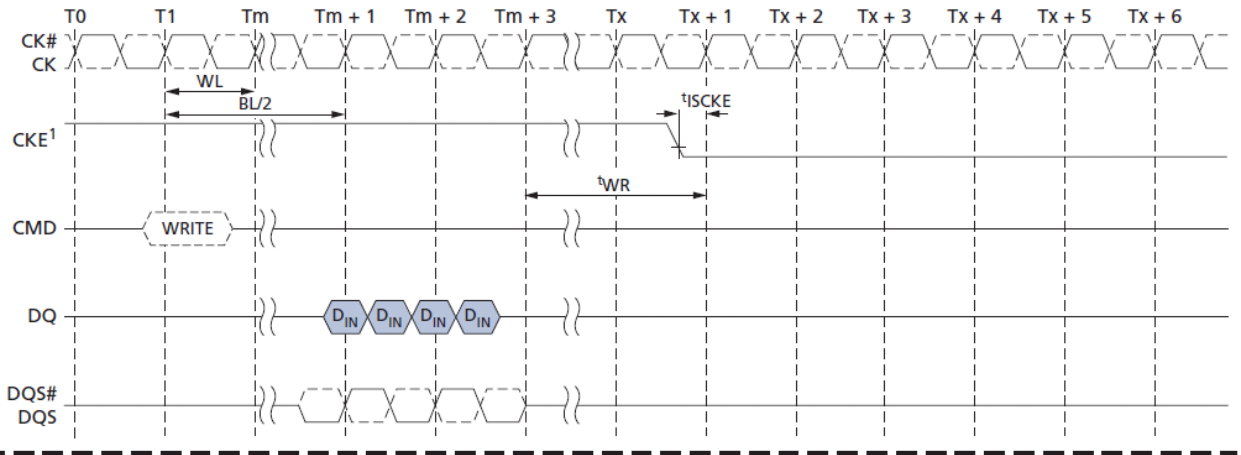 T0 T1 Tm Tm + 1 Tm + 2 Tm + 3 Tx Tx + 1 Tx + 2 Tx + 3 Tx + 4 Tx + 5 Tx + 6
CK#
CK
WL
BL/2
tISCKE
CKE1
tWR
CMD WRITE
DQ DIN DIN DIN DIN
DQS#
DQS